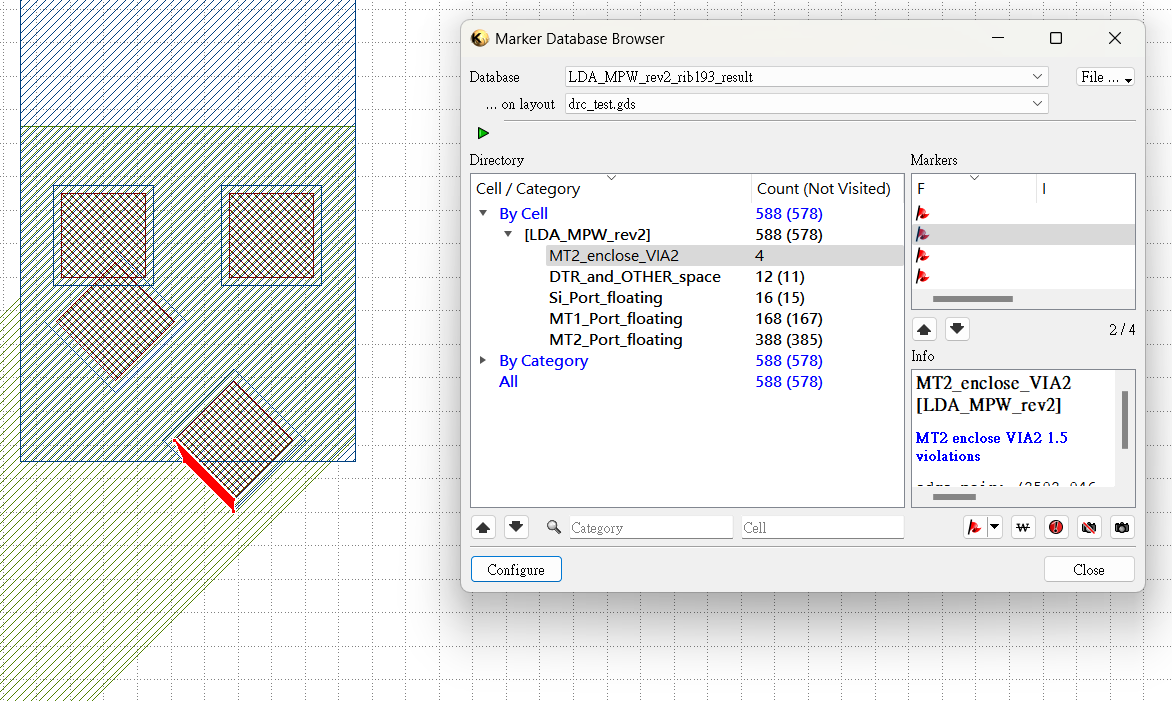 Marker Database Browser
Database LDA_MPW_rev2_rib193_result File ...
... on layout drc_test.gds
Directory
Markers
Cell / Category Count (Not Visited)
F I
By Cell 588 (578)
[LDA_MPW_rev2] 588 (578)
MT2_enclose_VIA2 4
DTR_and_OTHER_space 12 (11)
Si_Port_floating 16 (15)
MT1_Port_floating 168 (167)
MT2_Port_floating 388 (385)
By Category 588 (578)
All 588 (578)
2 / 4
Info
MT2_enclose_VIA2
[LDA_MPW_rev2]
MT2 enclose VIA2 1.5
violations
Category Cell
W
Configure Close